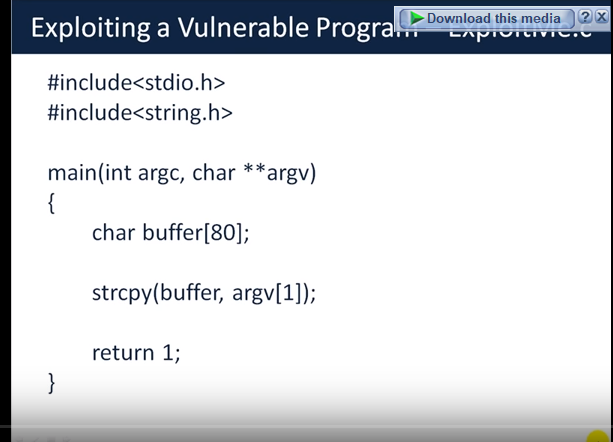 Exploiting a Vulnerable Program
Download this media ? X
#include<stdio.h>
#include<string.h>
main(int argc, char **argv)
{
char buffer[80];
strcpy(buffer, argv[1]);
return 1;
}